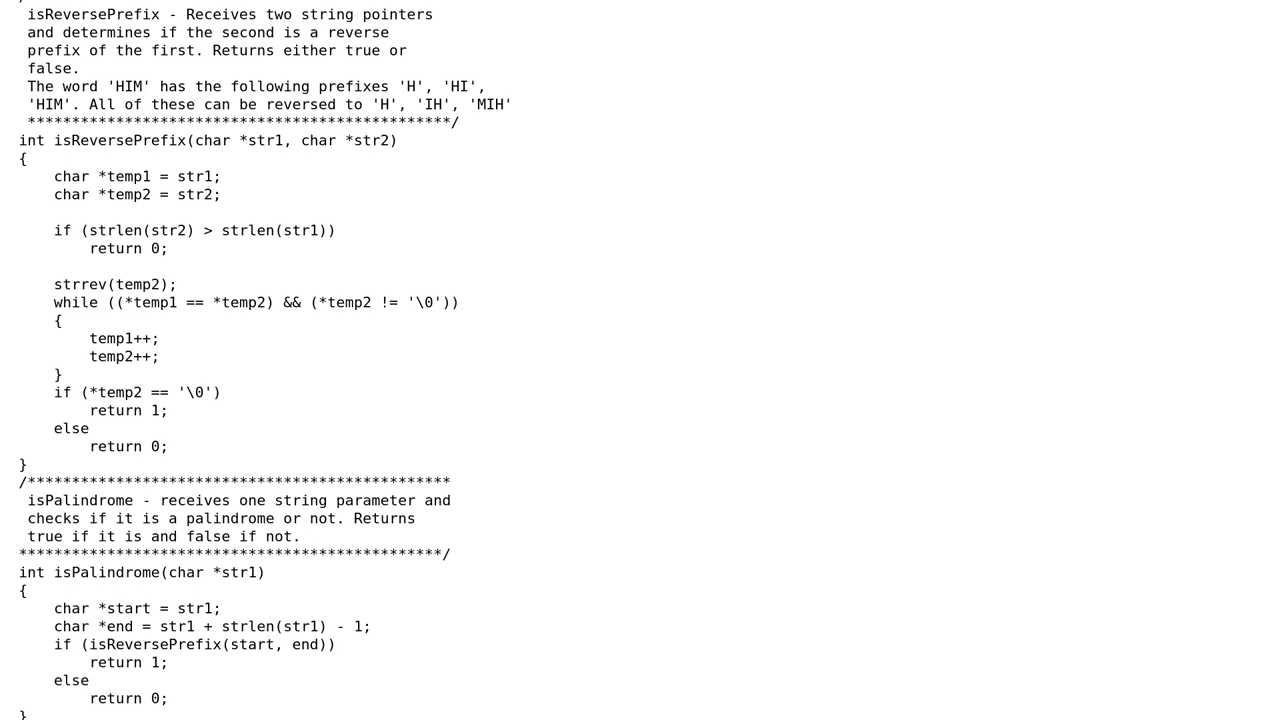 isReversePrefix - Receives two string pointers
and determines if the second is a reverse
prefix of the first. Returns either true or
false.
The word 'HIM' has the following prefixes 'H', 'HI',
'HIM'. All of these can be reversed to 'H', 'IH', 'MIH'
************************************************/
int isReversePrefix(char *str1, char *str2)
{
    char *temp1 = str1;
    char *temp2 = str2;

    if (strlen(str2) > strlen(str1))
        return 0;

    strrev(temp2);
    while ((*temp1 == *temp2) && (*temp2 != '\0'))
    {
        temp1++;
        temp2++;
    }
    if (*temp2 == '\0')
        return 1;
    else
        return 0;
}
/************************************************
 isPalindrome - receives one string parameter and
 checks if it is a palindrome or not. Returns
 true if it is and false if not.
************************************************/
int isPalindrome(char *str1)
{
    char *start = str1;
    char *end = str1 + strlen(str1) - 1;
    if (isReversePrefix(start, end))
        return 1;
    else
        return 0;
}